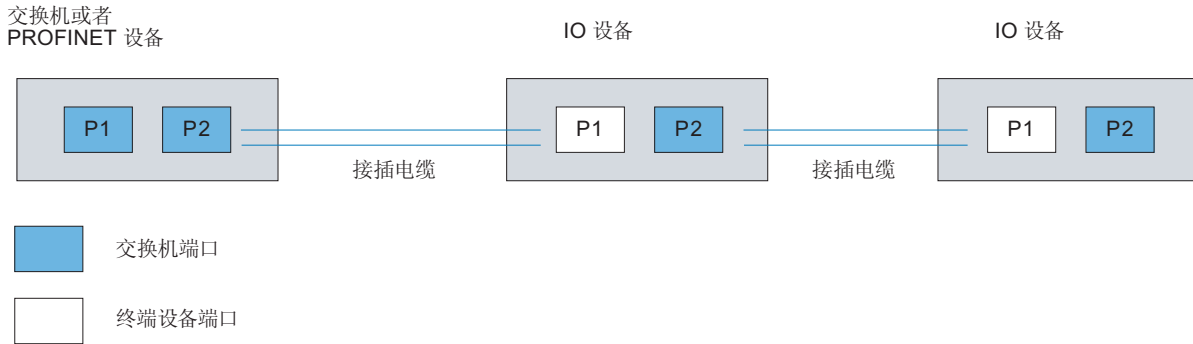 交换机或者
PROFINET 设备
IO 设备
IO 设备
P1
P2
P1
P2
P1
P2
接插电缆
接插电缆
交换机端口
终端设备端口